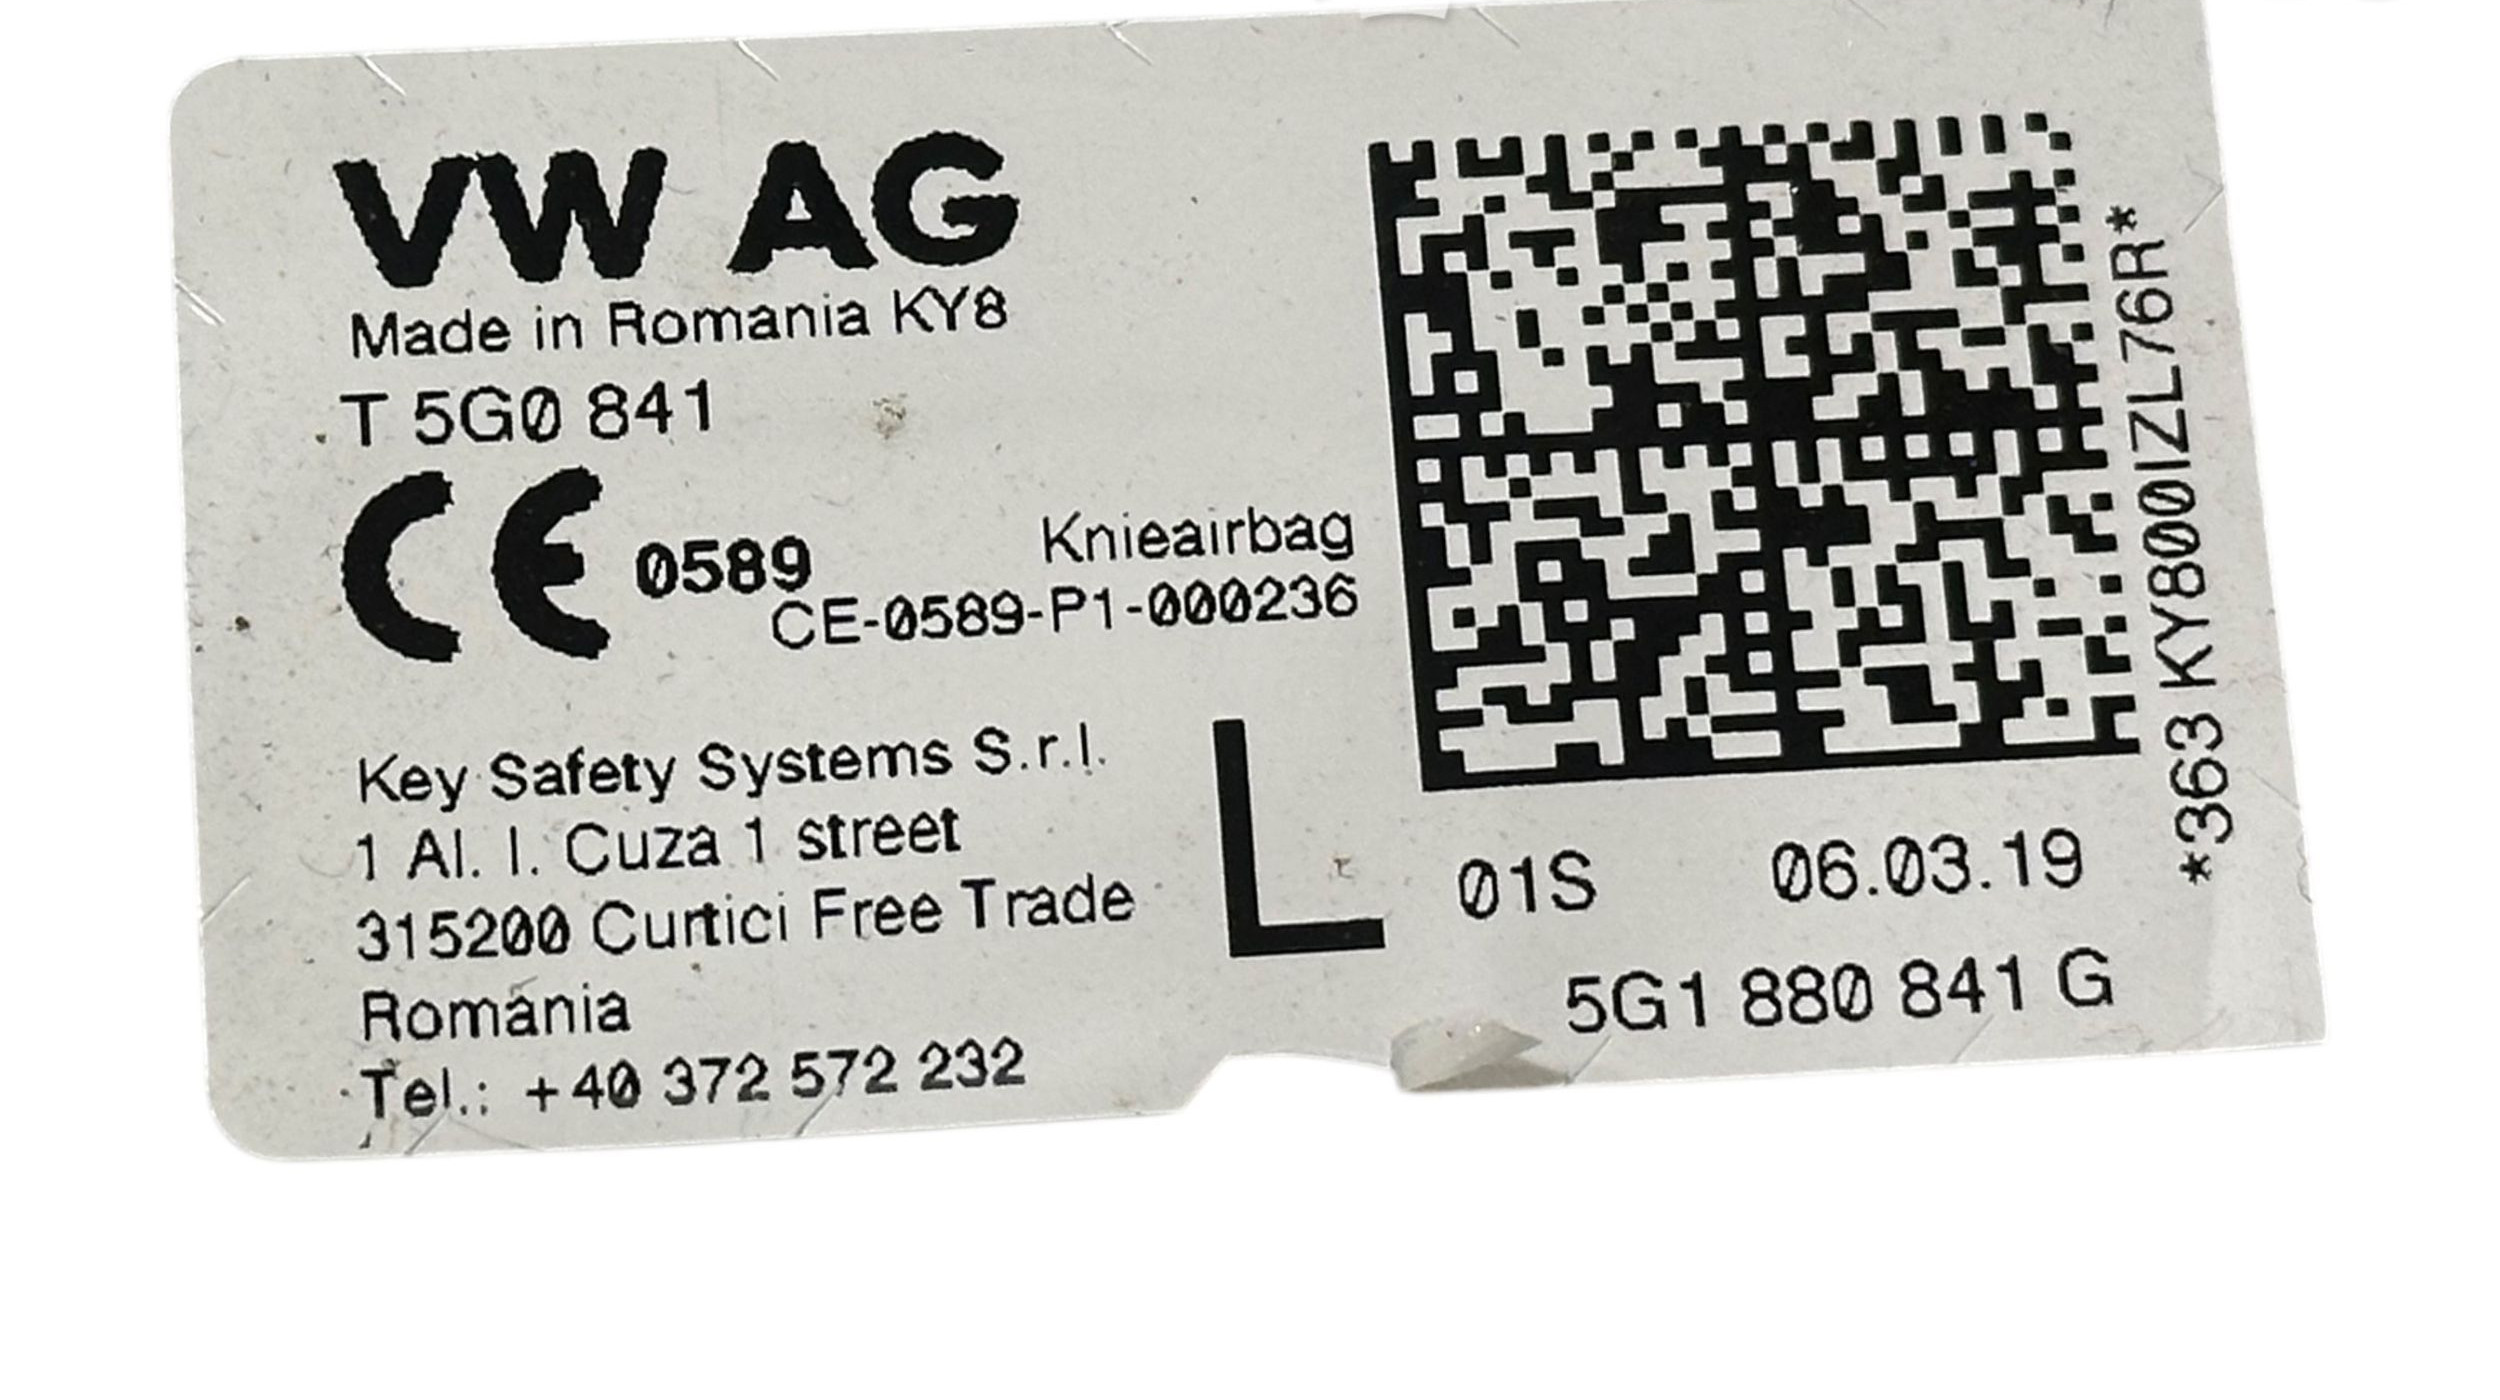 VW AG
Made in Romania KY8
T 5G0 841
CE 0589
Knieairbag
CE-0589-P1-000236
Key Safety Systems S.r.l.
1 Al. I. Cuza 1 street
315200 Curtici Free Trade
Romania
Tel.: +40 372 572 232
L
01S 06.03.19
5G1 880 841 G
*363 KY800IZL76R*